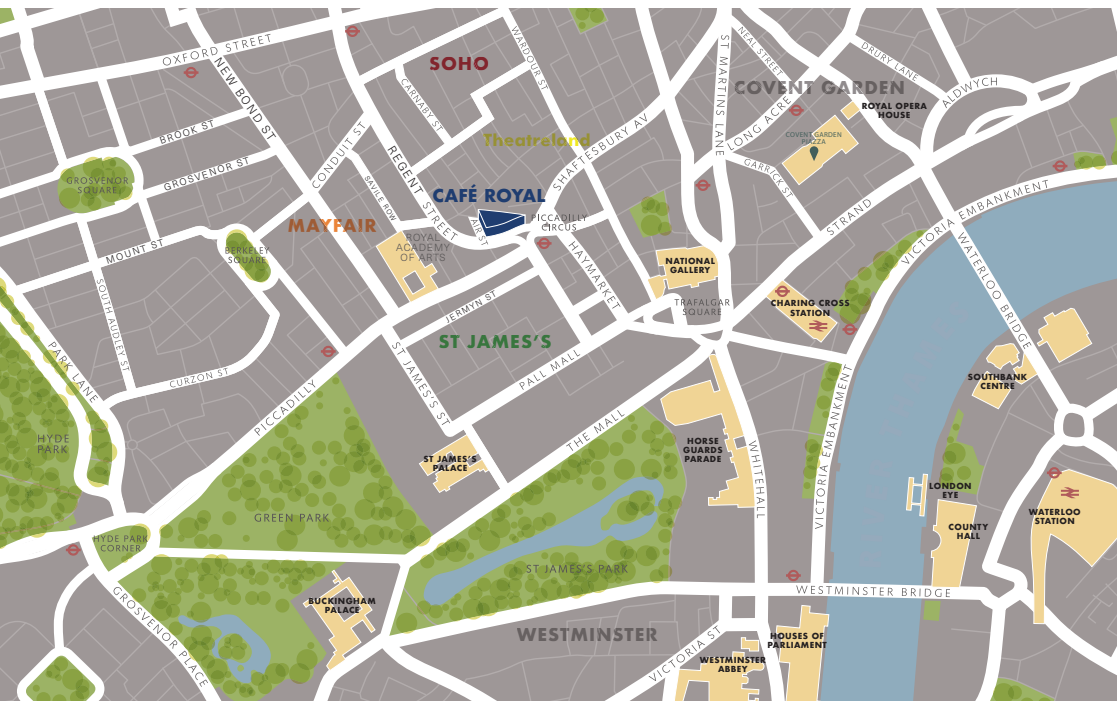 OXFORD STREET
NEW BOND ST
SOHO
WARDOUR ST
CARNABY ST
ST MARTINS LANE
NEAL STREET
DRURY LANE
COVENT GARDEN
ALDWYCH
ROYAL OPERA
HOUSE
LONG ACRE
BROOK ST
CONDUIT ST
Theatreland
SHAFTESBURY AV
COVENT GARDEN
PIAZZA
GROSVENOR ST
GROSVENOR
SQUARE
REGENT STREET
SAVILE ROW
CAFÉ ROYAL
GARRICK ST
MAYFAIR
AIR ST
PICCADILLY
CIRCUS
STRAND
VICTORIA EMBANKMENT
MOUNT ST
BERKELEY
SQUARE
ROYAL
ACADEMY
OF ARTS
HAYMARKET
NATIONAL
GALLERY
WATERLOO BRIDGE
SOUTH AUDLEY ST
JERMYN ST
TRAFALGAR
SQUARE
CHARING CROSS
STATION
PARK LANE
ST JAMES'S
ST JAMES'S ST
PALL MALL
CURZON ST
PICCADILLY
SOUTHBANK
CENTRE
THE MALL
VICTORIA EMBANKMENT
HYDE
PARK
ST JAMES'S
PALACE
HORSE
GUARDS
PARADE
WHITEHALL
LONDON
EYE
GREEN PARK
COUNTY
HALL
WATERLOO
STATION
HYDE PARK
CORNER
ST JAMES'S PARK
GROSVENOR PLACE
BUCKINGHAM
PALACE
WESTMINSTER BRIDGE
WESTMINSTER
VICTORIA ST
HOUSES OF
PARLIAMENT
WESTMINSTER
ABBEY